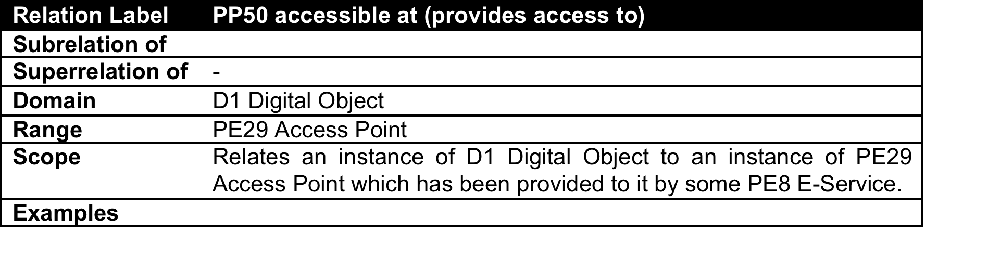 Relation Label PP50 accessible at (provides access to)
Subrelation of
Superrelation of -
Domain D1 Digital Object
Range PE29 Access Point
Scope Relates an instance of D1 Digital Object to an instance of PE29
Access Point which has been provided to it by some PE8 E-Service.
Examples